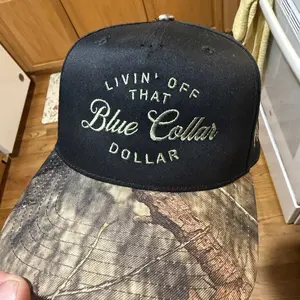 LIVIN' OFF
THAT
Blue Collar
DOLLAR